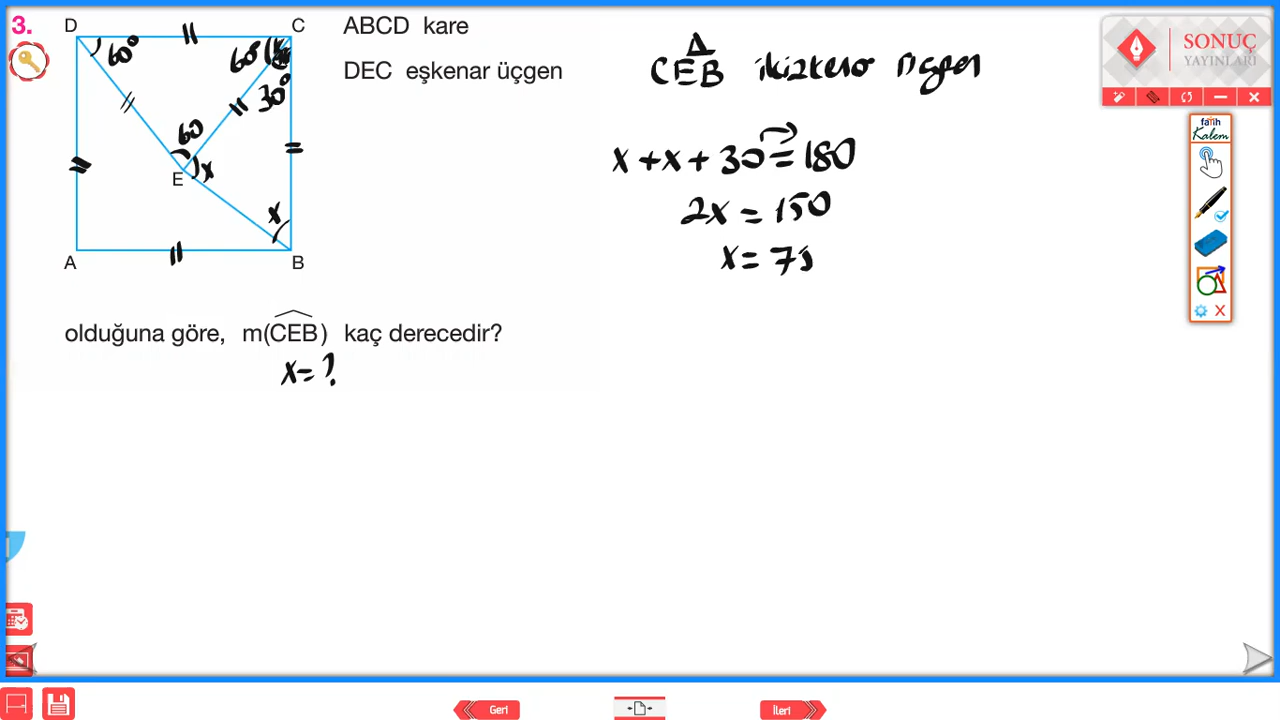 3.
D
C
60°
60°
30°
60
x
E
x
A
B
ABCD kare
DEC eşkenar üçgen
olduğuna göre, m(CEB) kaç derecedir?
x = ?
Δ
CEB ikizkenar üçgen
x + x + 30 = 180
2x = 150
x = 75
SONUÇ
YAYINLARI
fatih
Kalem
Geri
İleri